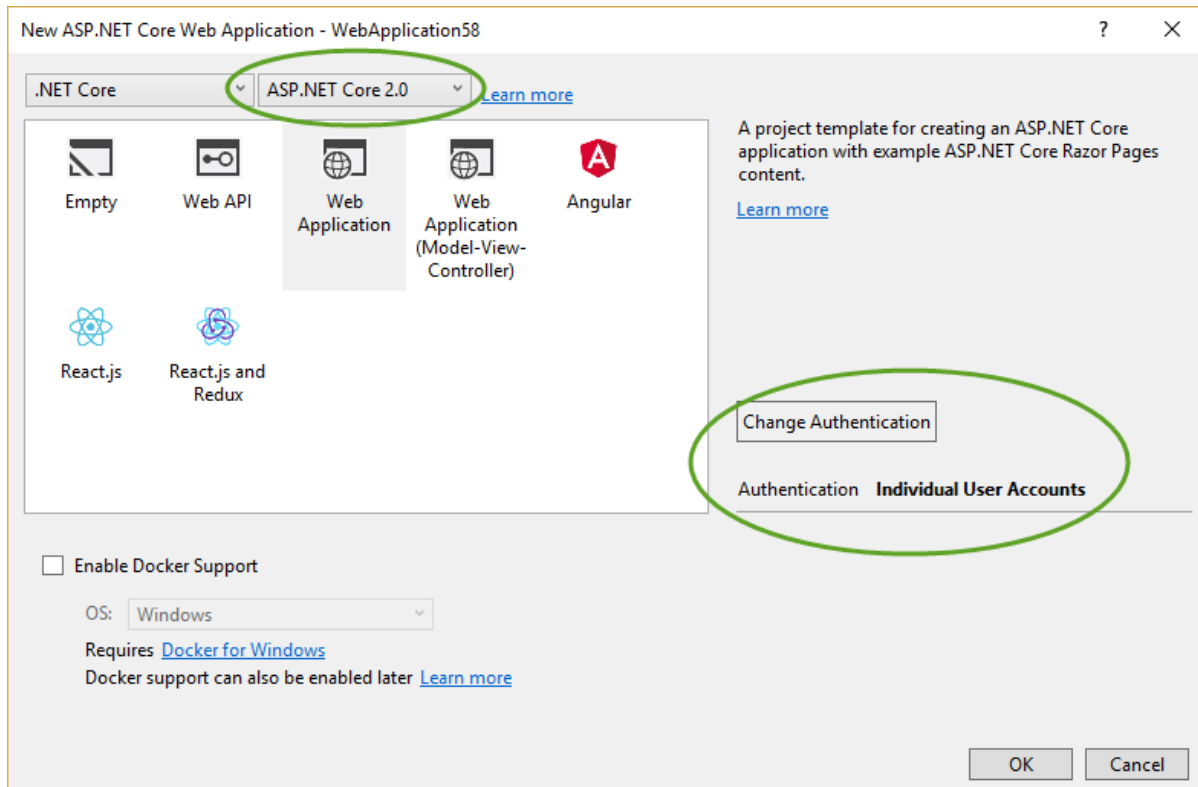 New ASP.NET Core Web Application - WebApplication58
?
.NET Core
ASP.NET Core 2.0
Learn more
Empty
Web API
Web
Application
Web
Application
(Model-View-
Controller)
Angular
React.js
React.js and
Redux
A project template for creating an ASP.NET Core
application with example ASP.NET Core Razor Pages
content.
Learn more
Change Authentication
Authentication Individual User Accounts
Enable Docker Support
OS: Windows
Requires Docker for Windows
Docker support can also be enabled later Learn more
OK
Cancel